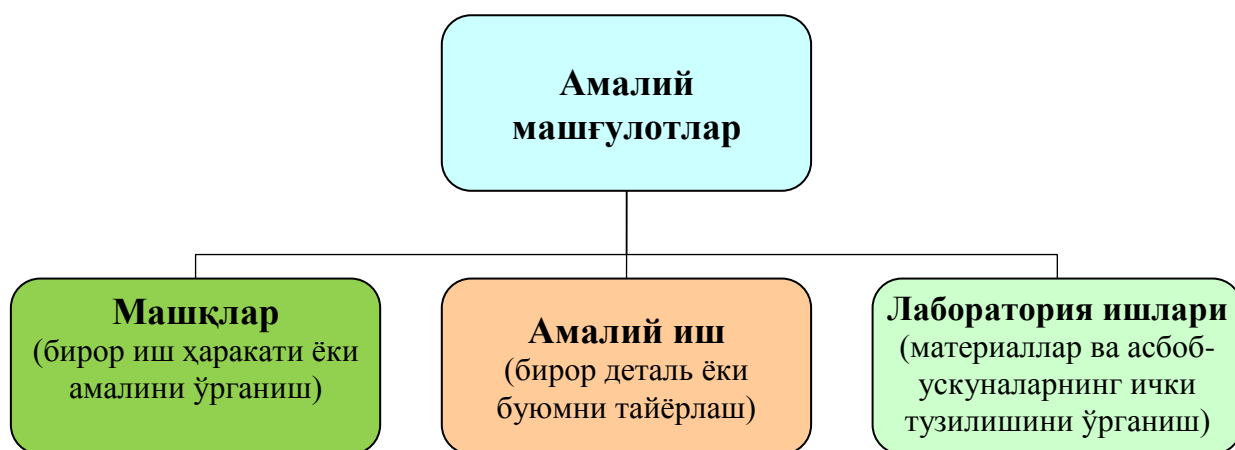 Амалий
машғулотлар
Машқлар
(бирор иш ҳаракати ёки
амалини ўрганиш)
Амалий иш
(бирор деталь ёки
буюмни тайёрлаш)
Лаборатория ишлари
(материаллар ва асбоб-
ускуналарнинг ички
тузилишини ўрганиш)